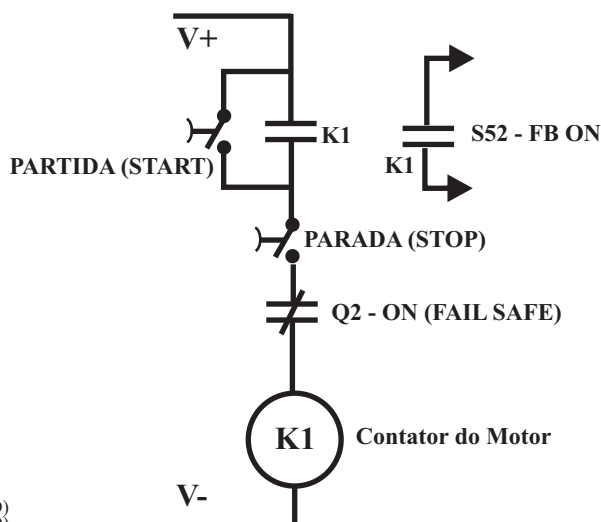 V+
K1
S52 - FB ON
K1
PARTIDA (START)
PARADA (STOP)
Q2 - ON (FAIL SAFE)
K1
Contator do Motor
V-